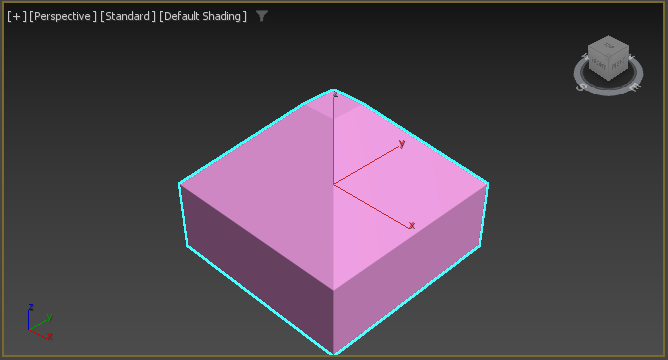 [+] [Perspective] [Standard] [Default Shading]
z
y
x
z
y
x
S
E